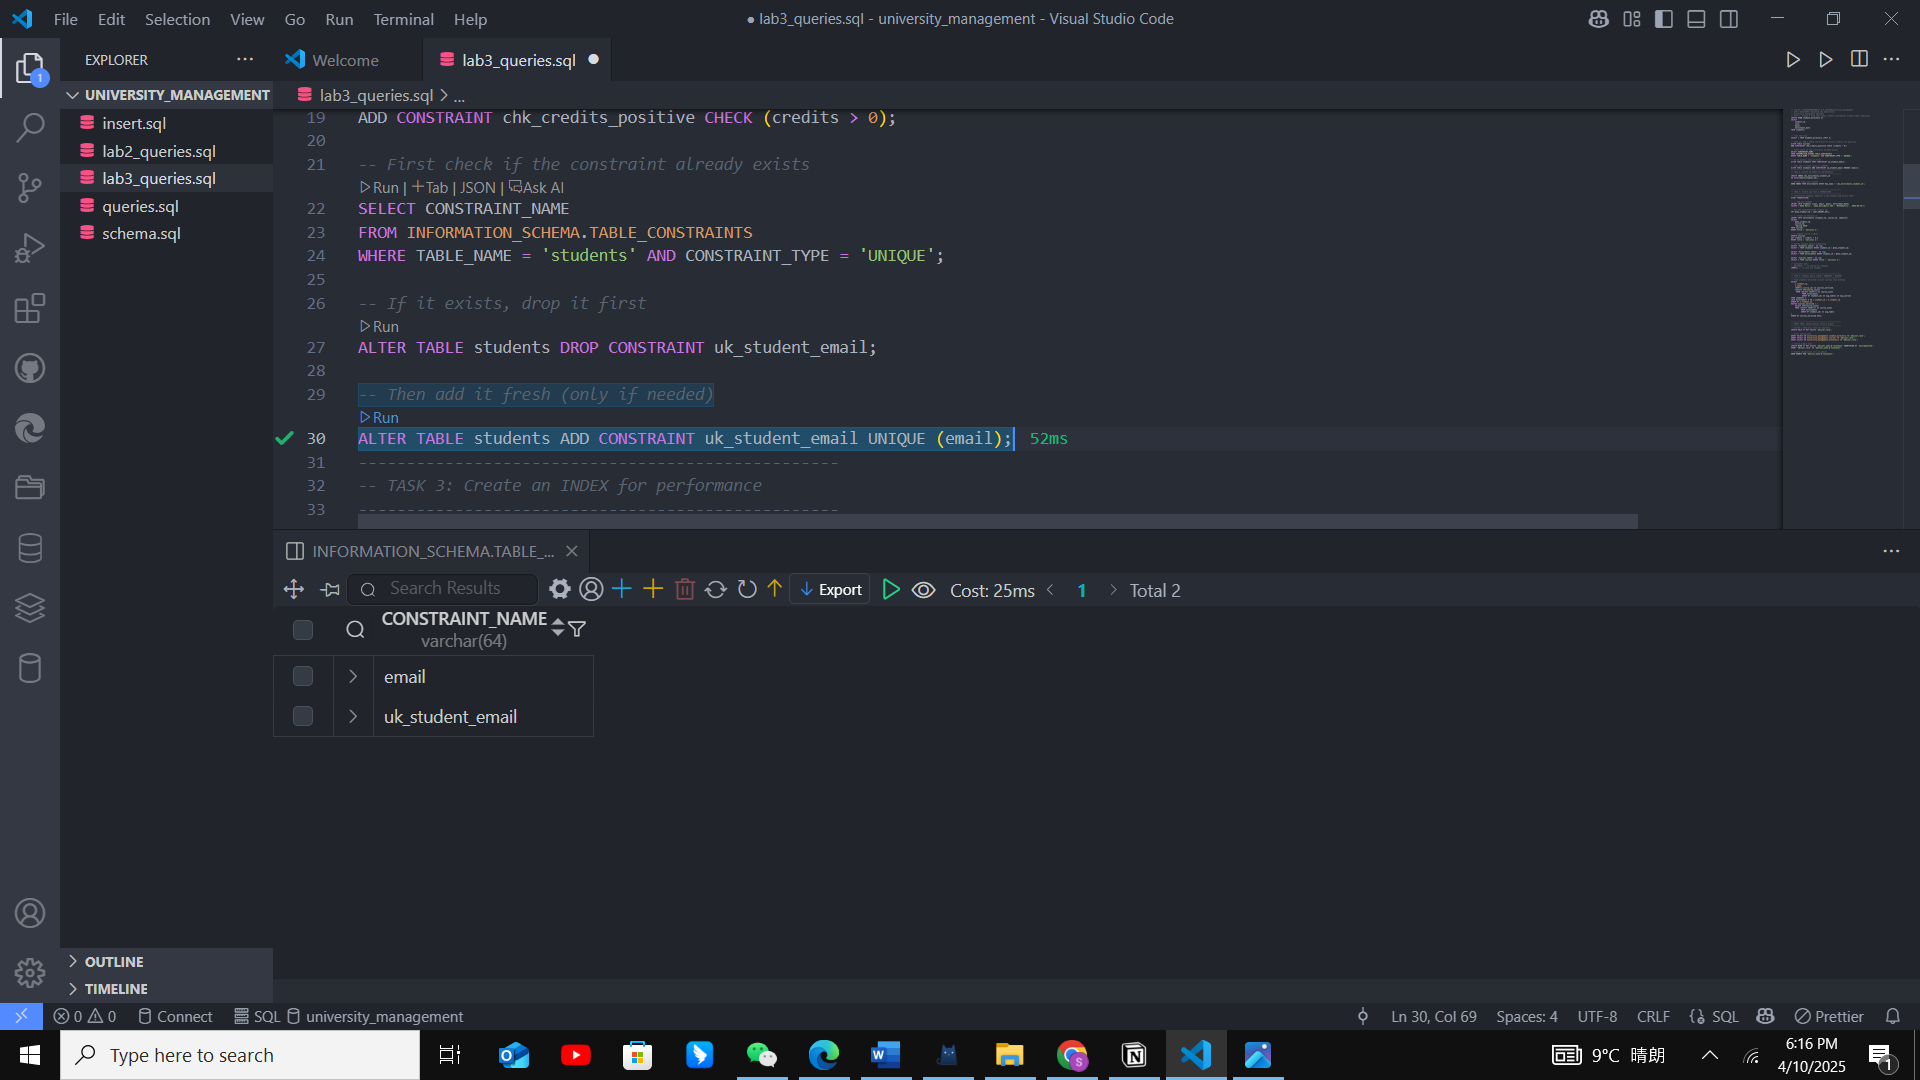 File Edit Selection View Go Run Terminal Help
● lab3_queries.sql - university_management - Visual Studio Code
EXPLORER
Welcome
lab3_queries.sql
UNIVERSITY_MANAGEMENT
insert.sql
lab2_queries.sql
lab3_queries.sql
queries.sql
schema.sql
lab3_queries.sql > ...
19 ADD CONSTRAINT chk_credits_positive CHECK (credits > 0);
20
21 -- First check if the constraint already exists
Run | +Tab | JSON | Ask AI
22 SELECT CONSTRAINT_NAME
23 FROM INFORMATION_SCHEMA.TABLE_CONSTRAINTS
24 WHERE TABLE_NAME = 'students' AND CONSTRAINT_TYPE = 'UNIQUE';
25
26 -- If it exists, drop it first
Run
27 ALTER TABLE students DROP CONSTRAINT uk_student_email;
28
29 -- Then add it fresh (only if needed)
Run
30 ALTER TABLE students ADD CONSTRAINT uk_student_email UNIQUE (email); 52ms
31 --------------------------------------------------
32 -- TASK 3: Create an INDEX for performance
33 --------------------------------------------------
INFORMATION_SCHEMA.TABLE_...
Search Results
Export
Cost: 25ms < 1 > Total 2
CONSTRAINT_NAME
varchar(64)
email
uk_student_email
OUTLINE
TIMELINE
0 0 Connect SQL university_management
Ln 30, Col 69 Spaces: 4 UTF-8 CRLF SQL Prettier
Type here to search
9°C 晴朗
6:16 PM
4/10/2025
1